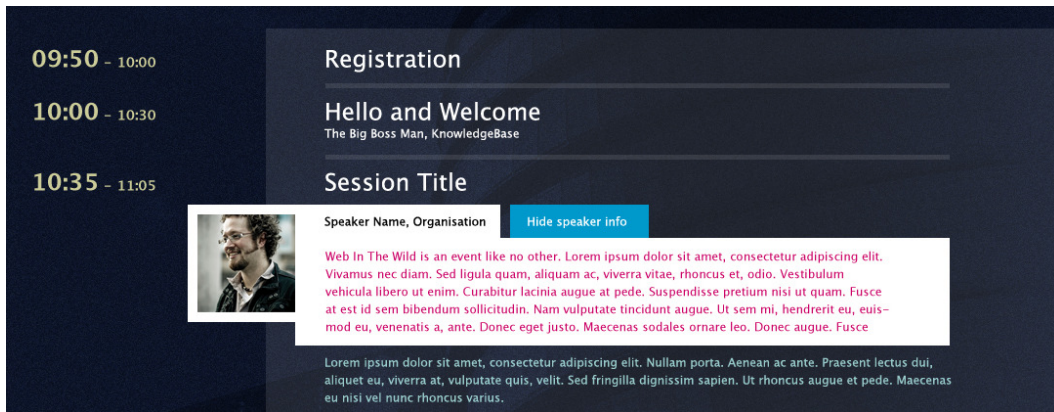 09:50 – 10:00 Registration
10:00 – 10:30 Hello and Welcome
The Big Boss Man, KnowledgeBase
10:35 – 11:05 Session Title
Speaker Name, Organisation Hide speaker info
Web In The Wild is an event like no other. Lorem ipsum dolor sit amet, consectetur adipiscing elit.
Vivamus nec diam. Sed ligula quam, aliquam ac, viverra vitae, rhoncus et, odio. Vestibulum
vehicula libero ut enim. Curabitur lacinia augue at pede. Suspendisse pretium nisi ut quam. Fusce
at est id sem bibendum sollicitudin. Nam vulputate tincidunt augue. Ut sem mi, hendrerit eu, euis–
mod eu, venenatis a, ante. Donec eget justo. Maecenas sodales ornare leo. Donec augue. Fusce
Lorem ipsum dolor sit amet, consectetur adipiscing elit. Nullam porta. Aenean ac ante. Praesent lectus dui,
aliquet eu, viverra at, vulputate quis, velit. Sed fringilla dignissim sapien. Ut rhoncus augue et pede. Maecenas
eu nisi vel nunc rhoncus varius.